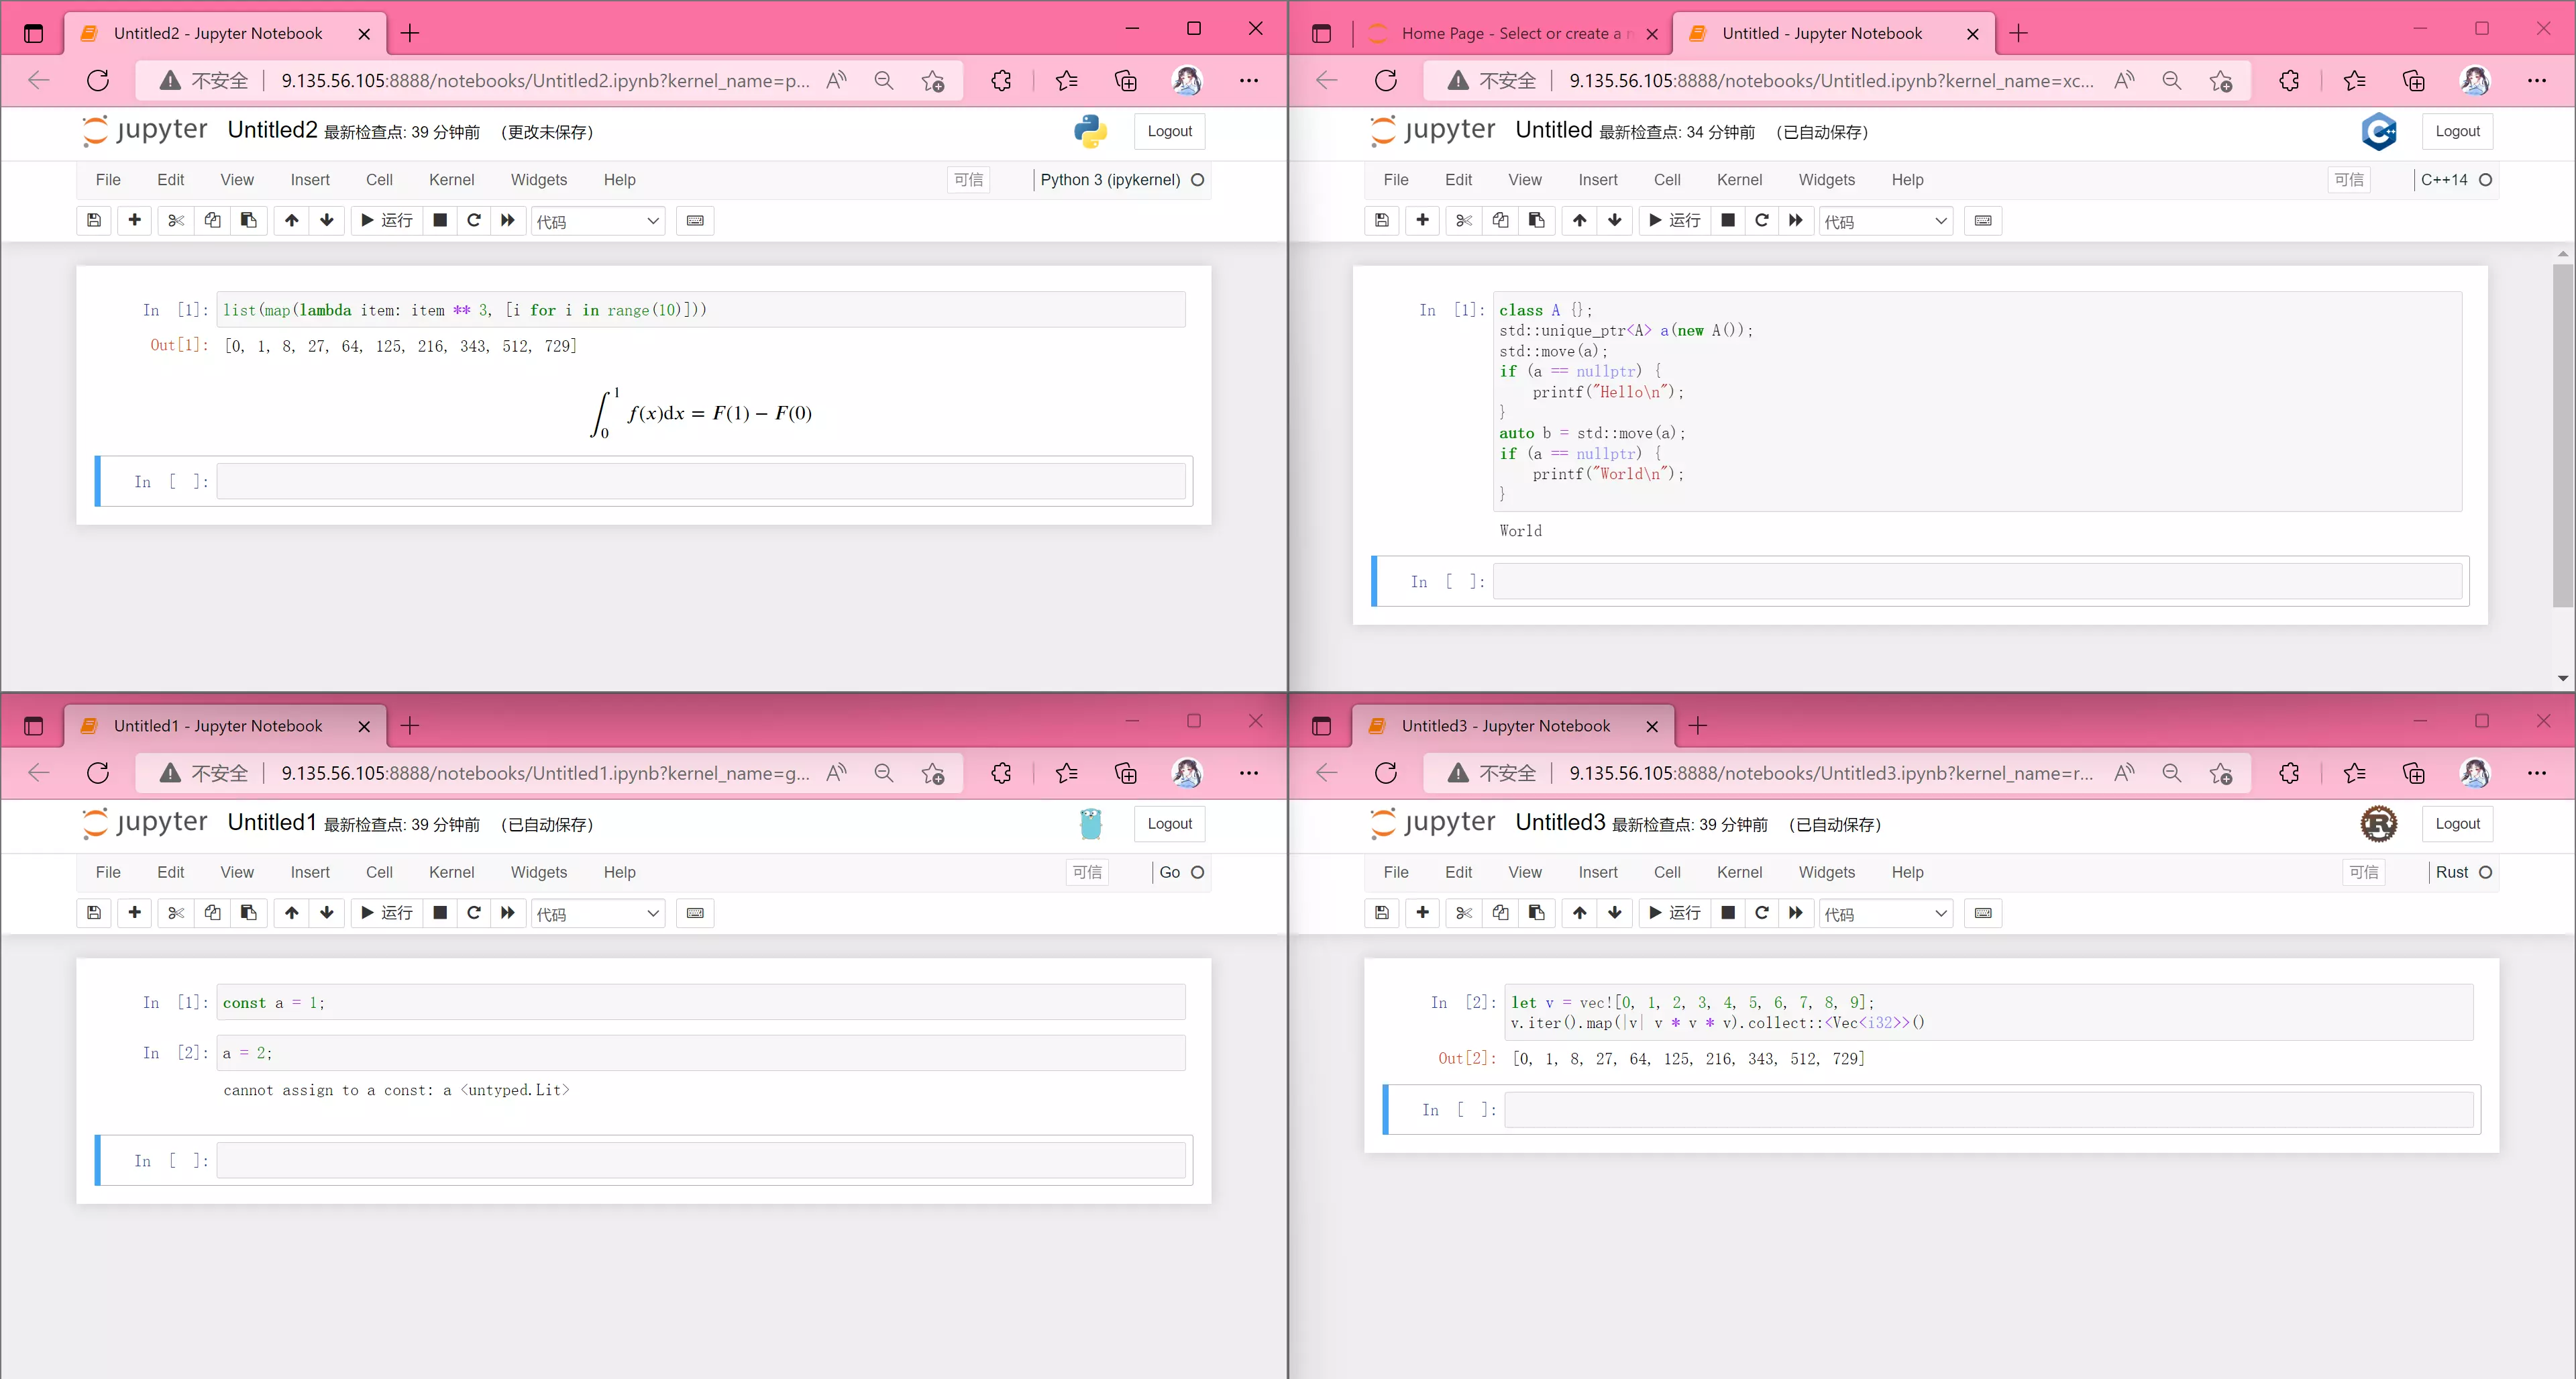 Untitled2 - Jupyter Notebook
不安全 9.135.56.105:8888/notebooks/Untitled2.ipynb?kernel_name=p...
jupyter Untitled2 最新检查点: 39 分钟前 (更改未保存)
Logout
File Edit View Insert Cell Kernel Widgets Help 可信 Python 3 (ipykernel)
运行 代码
In [1]: list(map(lambda item: item ** 3, [i for i in range(10)]))
Out[1]: [0, 1, 8, 27, 64, 125, 216, 343, 512, 729]
∫₀¹ f(x)dx = F(1) − F(0)
In [ ]:
Home Page - Select or create a n
Untitled - Jupyter Notebook
不安全 9.135.56.105:8888/notebooks/Untitled.ipynb?kernel_name=xc...
jupyter Untitled 最新检查点: 34 分钟前 (已自动保存)
C++
Logout
File Edit View Insert Cell Kernel Widgets Help 可信 C++14
运行 代码
In [1]: class A {};
std::unique_ptr<A> a(new A());
std::move(a);
if (a == nullptr) {
    printf("Hello\n");
}
auto b = std::move(a);
if (a == nullptr) {
    printf("World\n");
}
World
In [ ]:
Untitled1 - Jupyter Notebook
不安全 9.135.56.105:8888/notebooks/Untitled1.ipynb?kernel_name=g...
jupyter Untitled1 最新检查点: 39 分钟前 (已自动保存)
Logout
File Edit View Insert Cell Kernel Widgets Help 可信 Go
运行 代码
In [1]: const a = 1;
In [2]: a = 2;
cannot assign to a const: a <untyped.Lit>
In [ ]:
Untitled3 - Jupyter Notebook
不安全 9.135.56.105:8888/notebooks/Untitled3.ipynb?kernel_name=r...
jupyter Untitled3 最新检查点: 39 分钟前 (已自动保存)
R
Logout
File Edit View Insert Cell Kernel Widgets Help 可信 Rust
运行 代码
In [2]: let v = vec![0, 1, 2, 3, 4, 5, 6, 7, 8, 9];
v.iter().map(|v| v * v * v).collect::<Vec<i32>>()
Out[2]: [0, 1, 8, 27, 64, 125, 216, 343, 512, 729]
In [ ]: